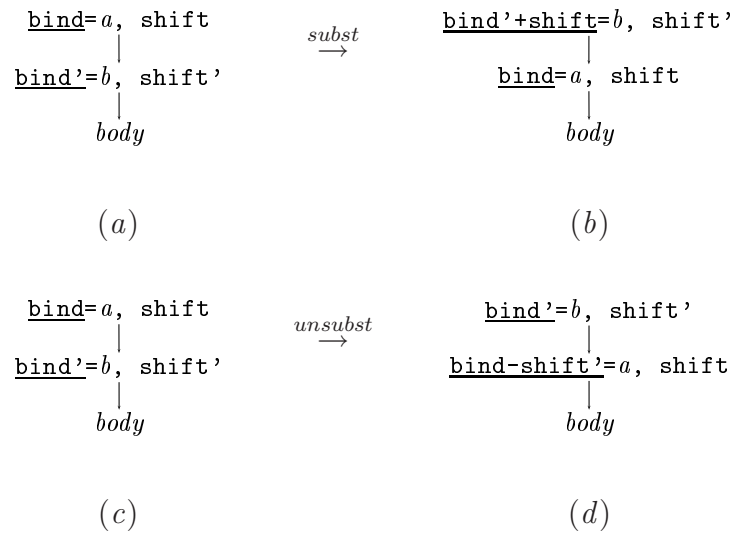 bind=a, shift subst → bind'+shift=b, shift'
bind'=b, shift' bind=a, shift
body body
(a) (b)
bind=a, shift unsubst → bind'=b, shift'
bind'=b, shift' bind-shift'=a, shift
body body
(c) (d)